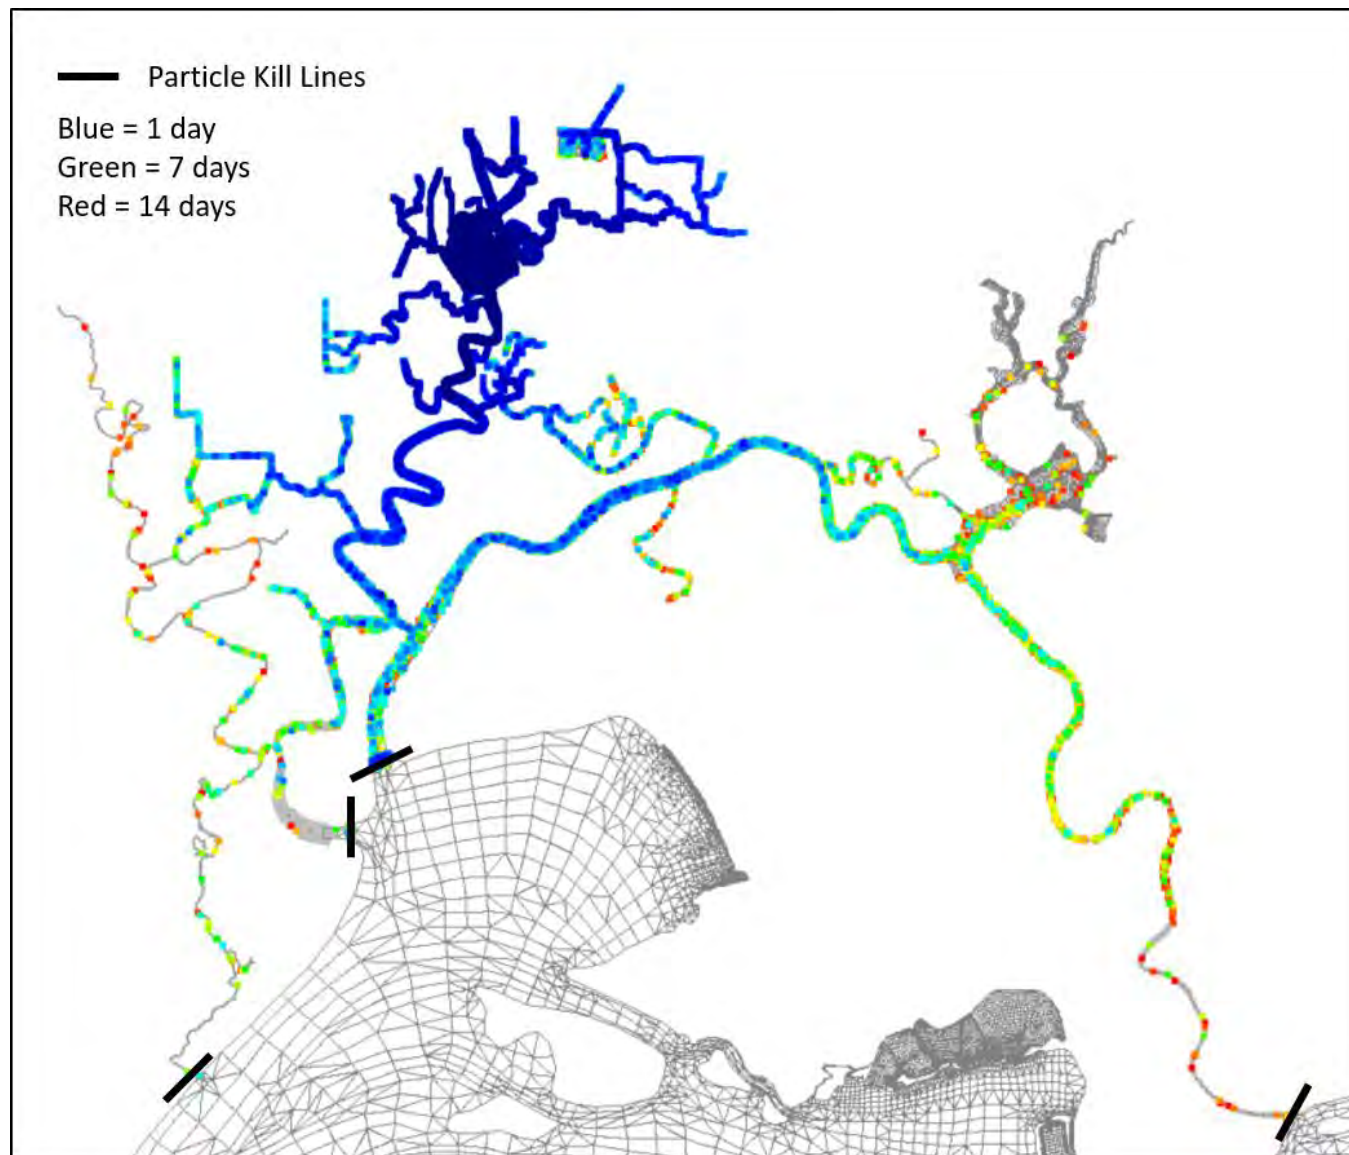 Particle Kill Lines
Blue = 1 day
Green = 7 days
Red = 14 days